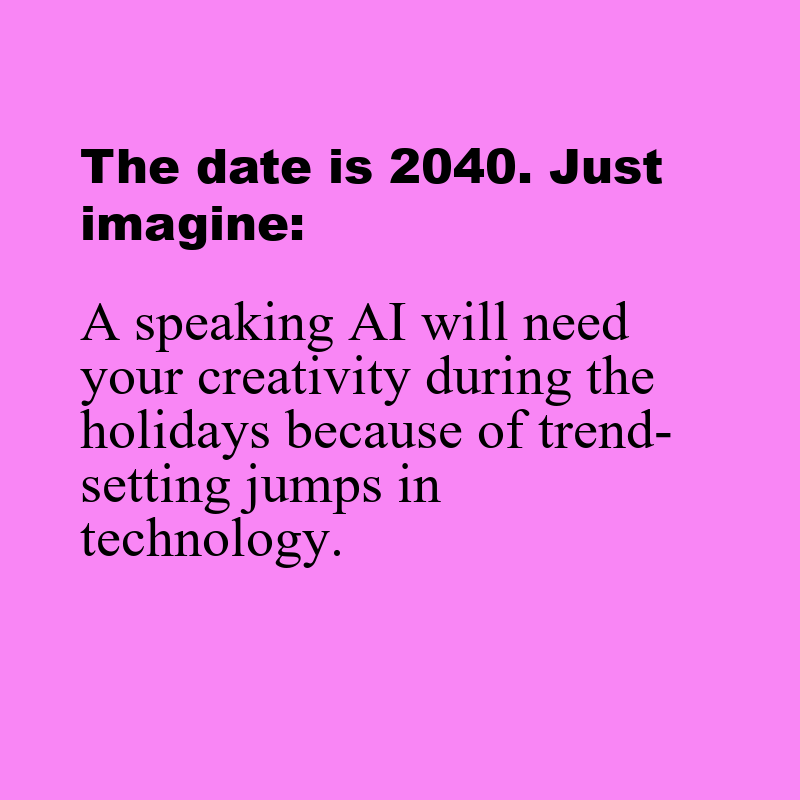 The date is 2040. Just
imagine:
A speaking AI will need
your creativity during the
holidays because of trend-
setting jumps in
technology.